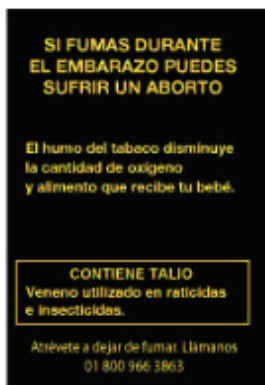 SI FUMAS DURANTE
EL EMBARAZO PUEDES
SUFRIR UN ABORTO
El humo del tabaco disminuye
la cantidad de oxígeno
y alimento que recibe tu bebé.
CONTIENE TALIO
Veneno utilizado en raticidas
e insecticidas.
Atrévete a dejar de fumar. Llámanos
01 800 966 3863